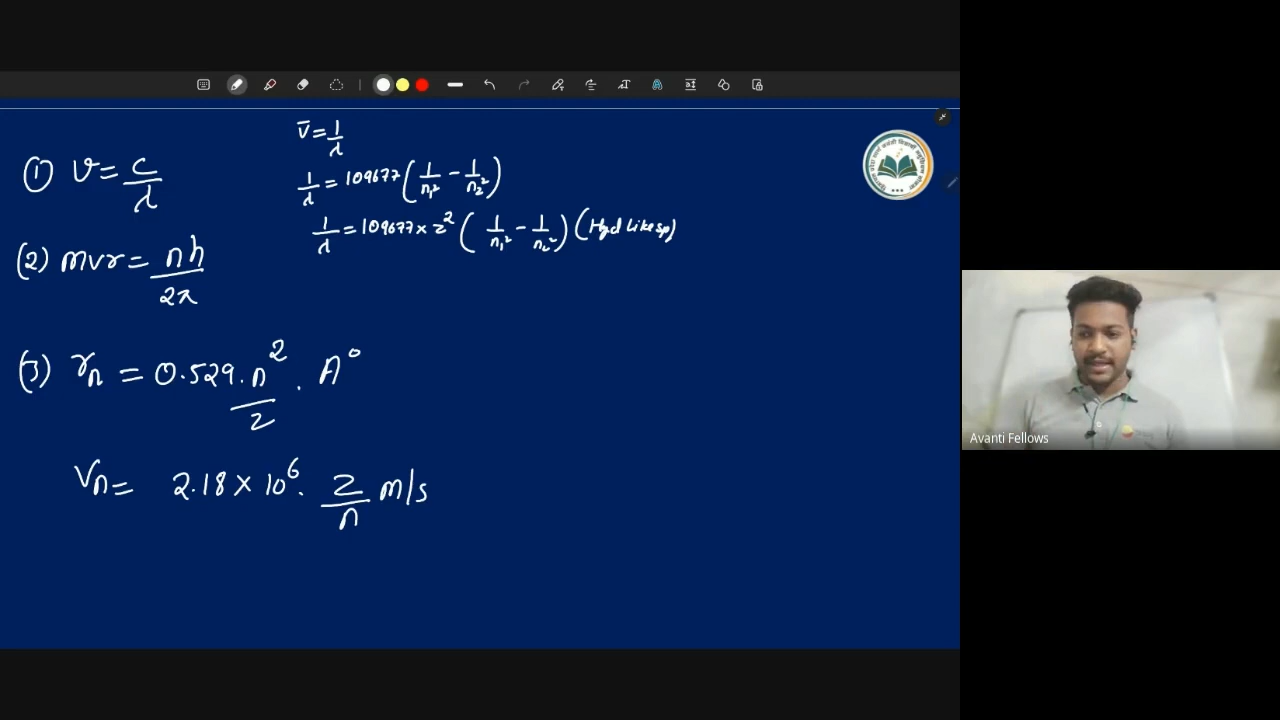 ν̄ = 1/λ
① ν = c/λ
1/λ = 109677 (1/n₁² − 1/n₂²)
1/λ = 109677 × z² (1/n₁² − 1/n₂²) (Hyd Like sp)
(2) mvr = nh/2π
(3) rₙ = 0.529 . n²/z . A°
Vₙ = 2.18 × 10⁶ . z/n m/s
Avanti Fellows